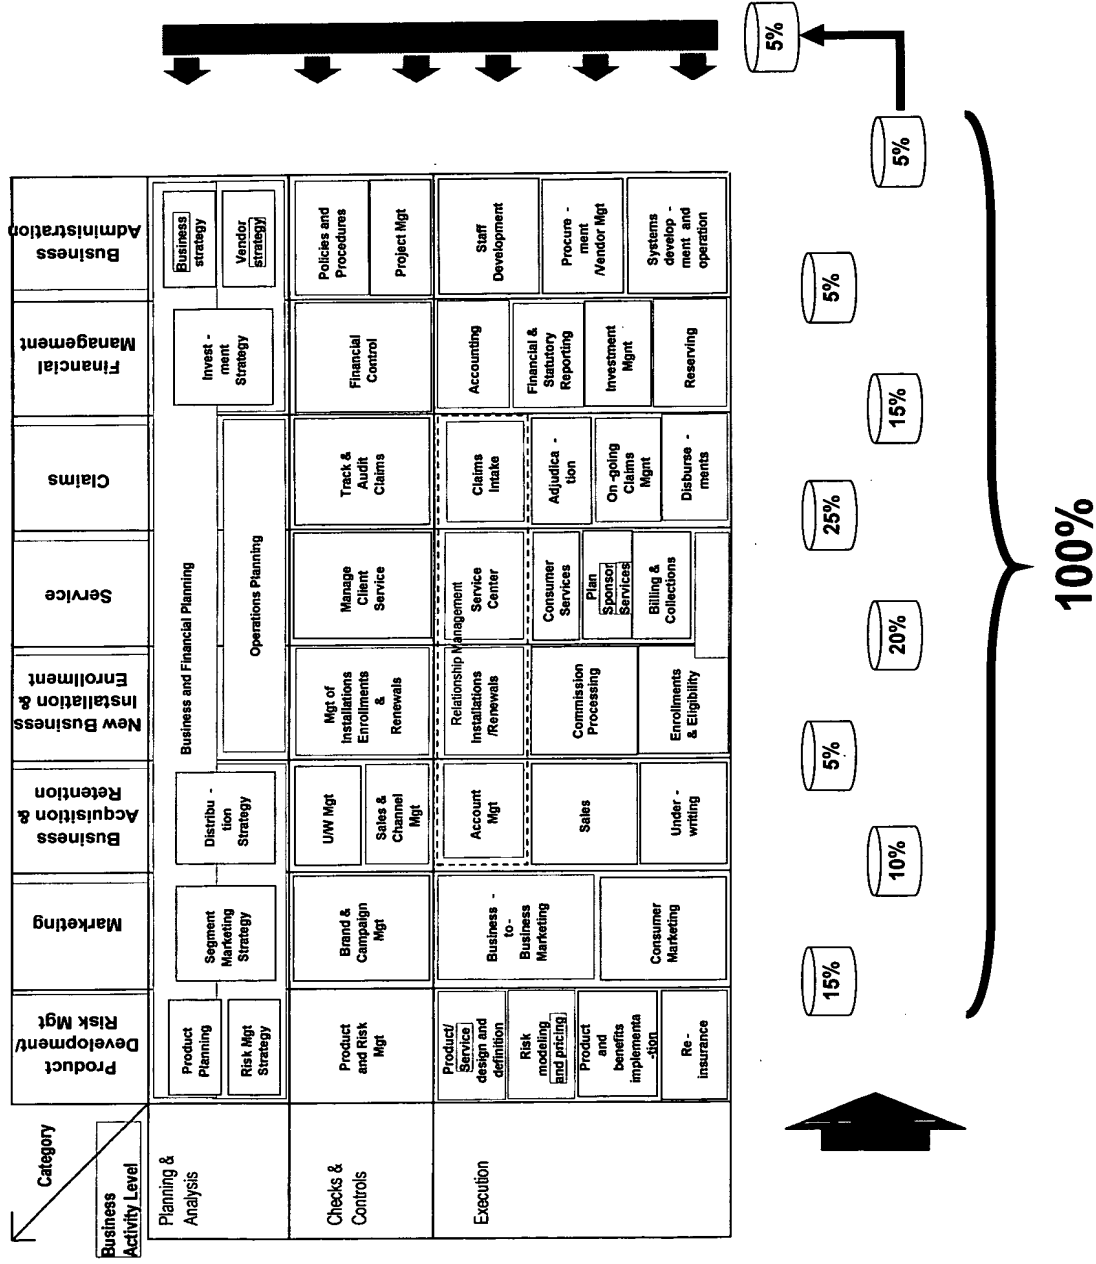 Category
Business
Activity Level
Product
Development/
Risk Mgt
Marketing
Business
Acquisition &
Retention
New Business
Installation &
Enrollment
Service
Claims
Financial
Management
Business
Administration
Planning &
Analysis
Business and Financial Planning
Product
Planning
Risk Mgt
Strategy
Segment
Marketing
Strategy
Distribu -
tion
Strategy
Operations Planning
Invest -
ment
Strategy
Business
strategy
Vendor
strategy
Checks &
Controls
Product
and Risk
Mgt
Brand &
Campaign
Mgt
U/W Mgt
Sales &
Channel
Mgt
Mgt of
Installations
Enrollments
&
Renewals
Manage
Client
Service
Track &
Audit
Claims
Financial
Control
Policies and
Procedures
Project Mgt
Execution
Product/
Service
design and
definition
Risk
modeling
and pricing
Product
and
benefits
implementa
-tion
Re -
insurance
Business -
to-
Business
Marketing
Consumer
Marketing
Relationship Management
Account
Mgt
Sales
Under -
writing
Installations
/Renewals
Commission
Processing
Enrollments
& Eligibility
Service
Center
Consumer
Services
Plan
Sponsor
Services
Billing &
Collections
Claims
Intake
Adjudica -
tion
On -going
Claims
Mgnt
Disburse -
ments
Accounting
Financial &
Statutory
Reporting
Investment
Mgnt
Reserving
Staff
Development
Procure -
ment
/Vendor Mgt
Systems
develop -
ment and
operation
15%
10%
5%
20%
25%
15%
5%
5%
5%
100%